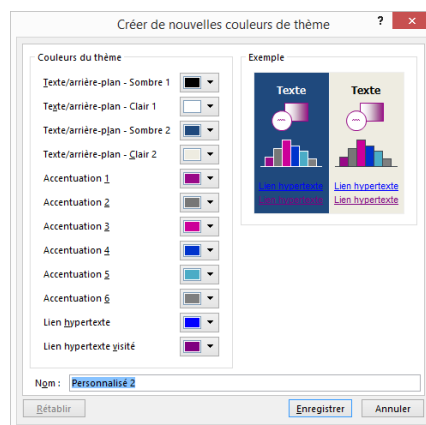 Créer de nouvelles couleurs de thème
?
×
Couleurs du thème
Texte/arrière-plan - Sombre 1
Texte/arrière-plan - Clair 1
Texte/arrière-plan - Sombre 2
Texte/arrière-plan - Clair 2
Accentuation 1
Accentuation 2
Accentuation 3
Accentuation 4
Accentuation 5
Accentuation 6
Lien hypertexte
Lien hypertexte visité
Exemple
Texte Texte
Lien hypertexte Lien hypertexte
Lien hypertexte Lien hypertexte
Nom : Personnalisé 2
Rétablir Enregistrer Annuler